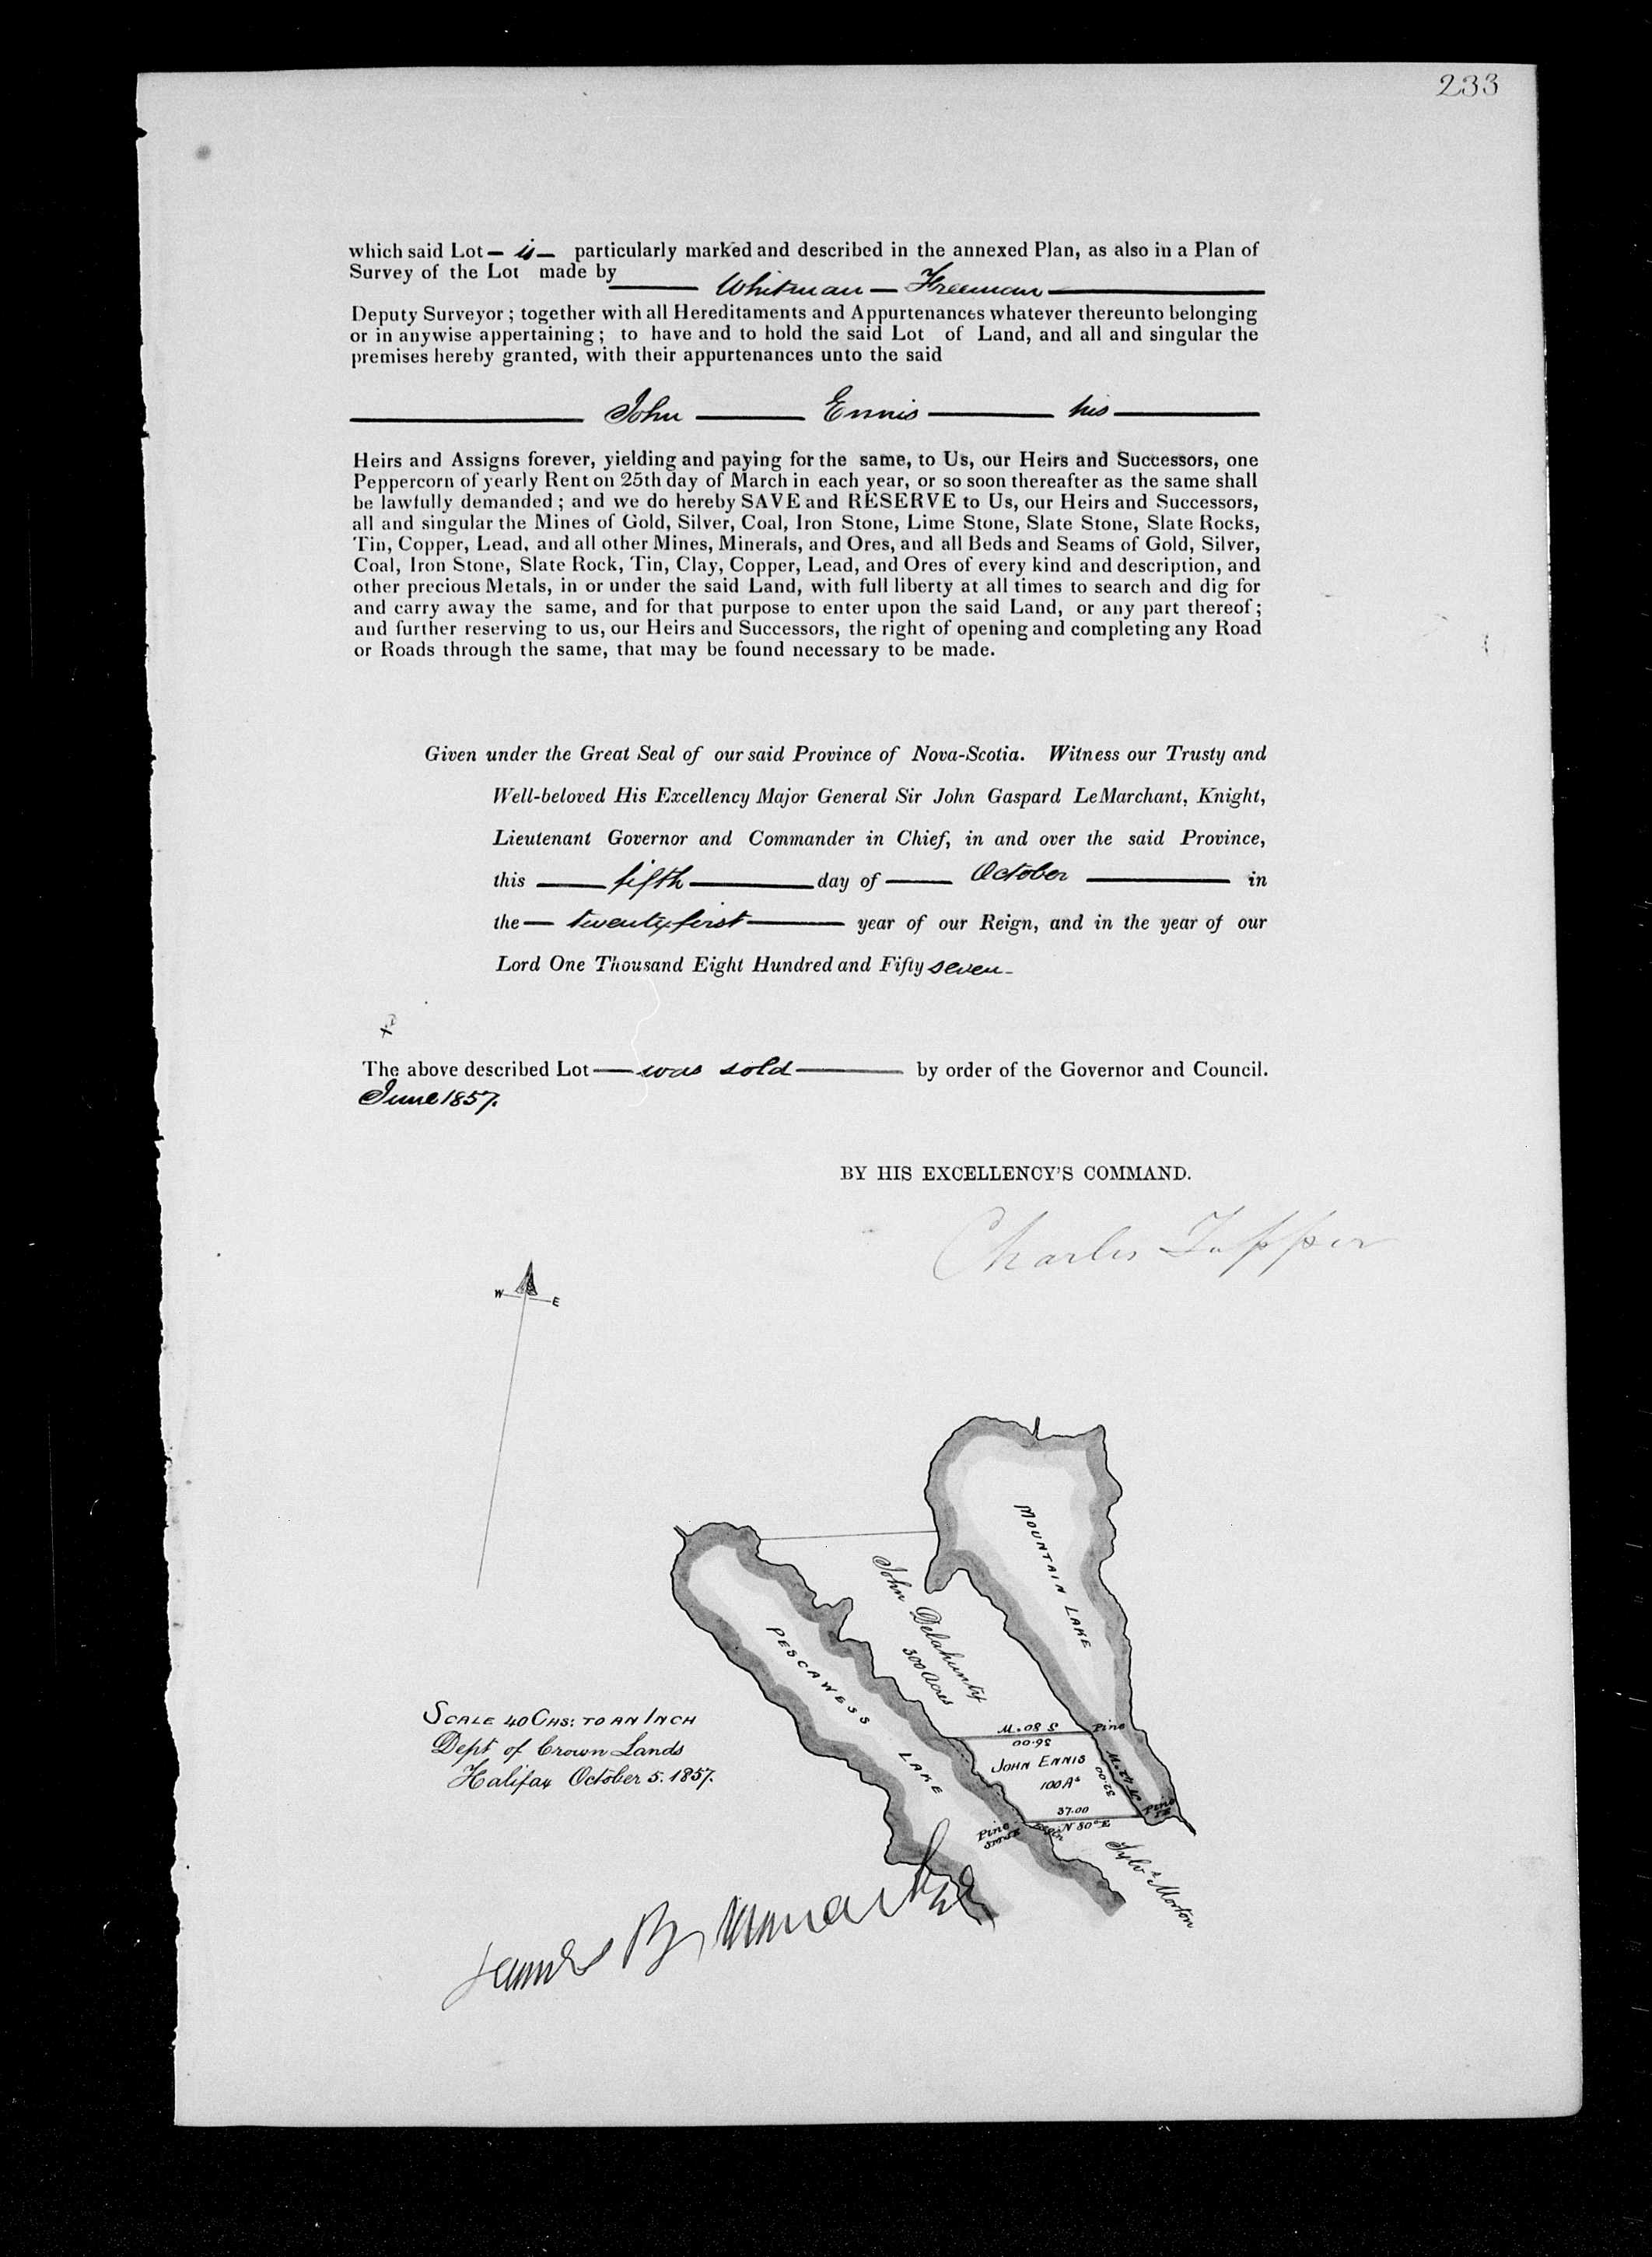 233
which said Lot — is — particularly marked and described in the annexed Plan, as also in a Plan of
Survey of the Lot made by
Whitman — Freeman
Deputy Surveyor ; together with all Hereditaments and Appurtenances whatever thereunto belonging
or in anywise appertaining ; to have and to hold the said Lot of Land, and all and singular the
premises hereby granted, with their appurtenances unto the said
John — Ennis — his
Heirs and Assigns forever, yielding and paying for the same, to Us, our Heirs and Successors, one
Peppercorn of yearly Rent on 25th day of March in each year, or so soon thereafter as the same shall
be lawfully demanded ; and we do hereby SAVE and RESERVE to Us, our Heirs and Successors,
all and singular the Mines of Gold, Silver, Coal, Iron Stone, Lime Stone, Slate Stone, Slate Rocks,
Tin, Copper, Lead, and all other Mines, Minerals, and Ores, and all Beds and Seams of Gold, Silver,
Coal, Iron Stone, Slate Rock, Tin, Clay, Copper, Lead, and Ores of every kind and description, and
other precious Metals, in or under the said Land, with full liberty at all times to search and dig for
and carry away the same, and for that purpose to enter upon the said Land, or any part thereof ;
and further reserving to us, our Heirs and Successors, the right of opening and completing any Road
or Roads through the same, that may be found necessary to be made.
Given under the Great Seal of our said Province of Nova-Scotia. Witness our Trusty and
Well-beloved His Excellency Major General Sir John Gaspard LeMarchant, Knight,
Lieutenant Governor and Commander in Chief, in and over the said Province,
this — fifth — day of — October — in
the — twenty first — year of our Reign, and in the year of our
Lord One Thousand Eight Hundred and Fifty seven -
The above described Lot — was sold — by order of the Governor and Council.
June 1857.
BY HIS EXCELLENCY'S COMMAND.
Charles Tupper
W E
MOUNTAIN LAKE
John Delahunty
300 Acres
PESCAWESS LAKE
SCALE 40 CHS: TO AN INCH
Dept of Crown Lands
Halifax October 5. 1857.
S 80° W.
Pine
36.00
JOHN ENNIS
100 As
32.00
37.00
N 80° E
Pine
Pine
Sylvs Morton
James B